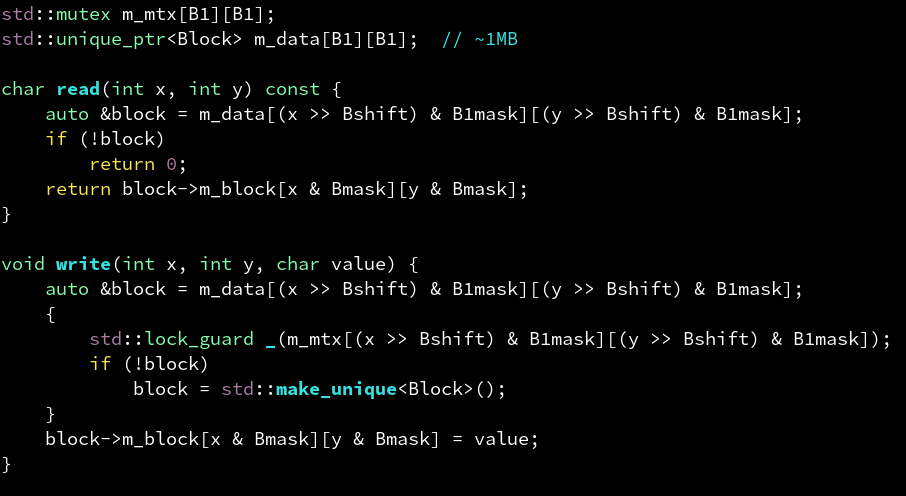 std::mutex m_mtx[B1][B1];
std::unique_ptr<Block> m_data[B1][B1];  // ~1MB

char read(int x, int y) const {
    auto &block = m_data[(x >> Bshift) & B1mask][(y >> Bshift) & B1mask];
    if (!block)
        return 0;
    return block->m_block[x & Bmask][y & Bmask];
}

void write(int x, int y, char value) {
    auto &block = m_data[(x >> Bshift) & B1mask][(y >> Bshift) & B1mask];
    {
        std::lock_guard _(m_mtx[(x >> Bshift) & B1mask][(y >> Bshift) & B1mask]);
        if (!block)
            block = std::make_unique<Block>();
    }
    block->m_block[x & Bmask][y & Bmask] = value;
}